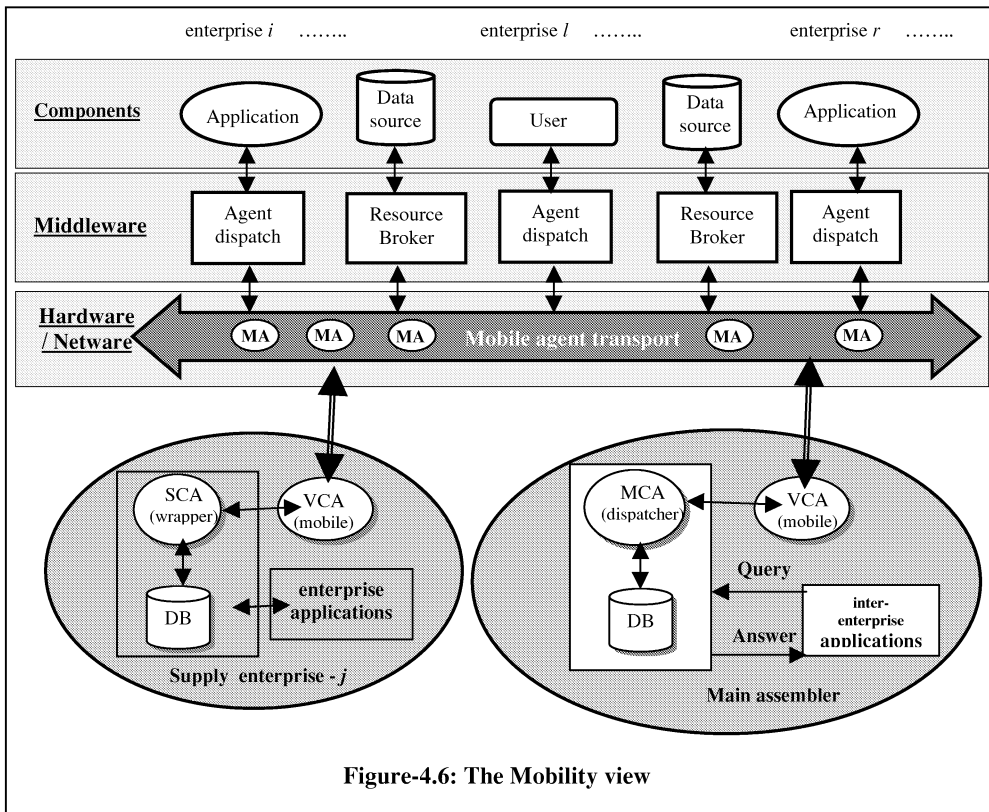 enterprise i ........ enterprise l ........ enterprise r ........
Components
Application
Data
source
User
Data
source
Application
Middleware
Agent
dispatch
Resource
Broker
Agent
dispatch
Resource
Broker
Agent
dispatch
Hardware
/ Netware
MA MA MA Mobile agent transport MA MA
SCA
(wrapper)
VCA
(mobile)
DB
enterprise
applications
Supply enterprise - j
MCA
(dispatcher)
VCA
(mobile)
Query
DB
Answer
inter-
enterprise
applications
Main assembler
Figure-4.6: The Mobility view